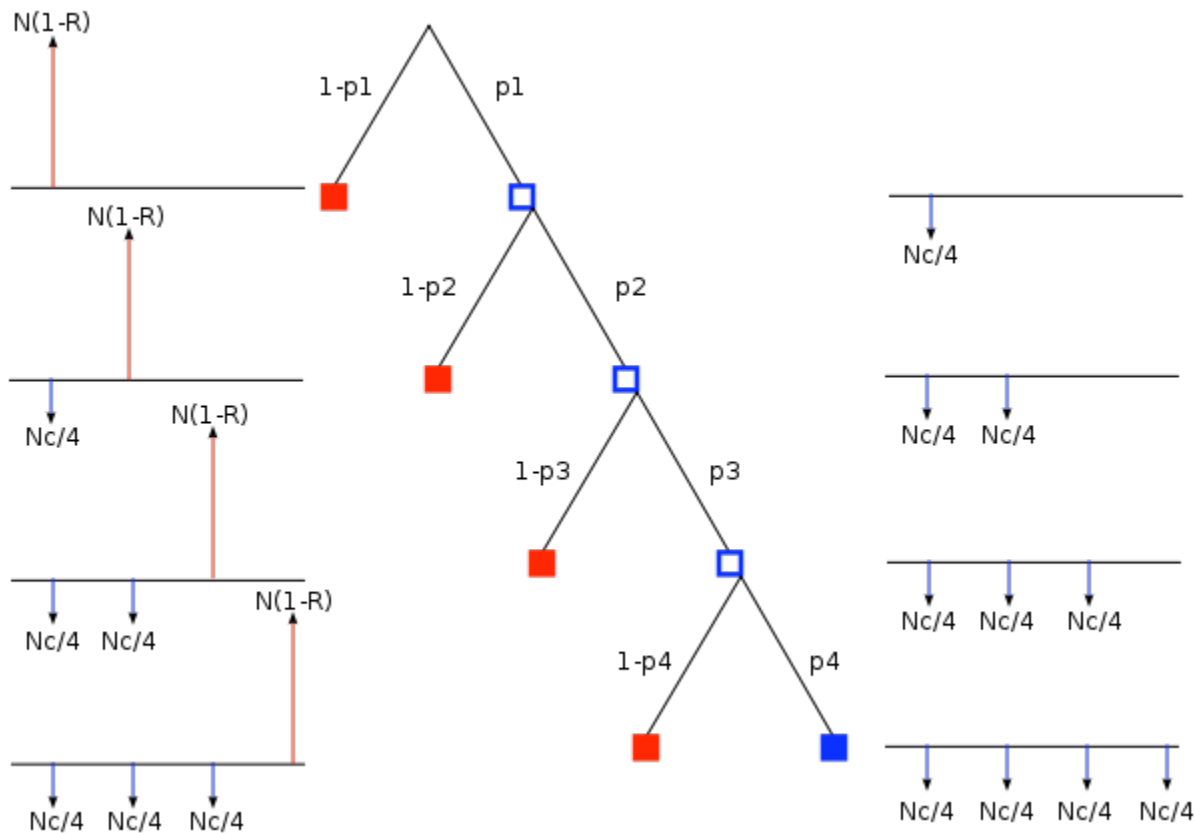 N(1-R)
1-p1
p1
N(1-R)
Nc/4
1-p2
p2
N(1-R)
Nc/4
Nc/4 Nc/4
1-p3
p3
N(1-R)
Nc/4 Nc/4
Nc/4 Nc/4 Nc/4
1-p4
p4
Nc/4 Nc/4 Nc/4
Nc/4 Nc/4 Nc/4 Nc/4